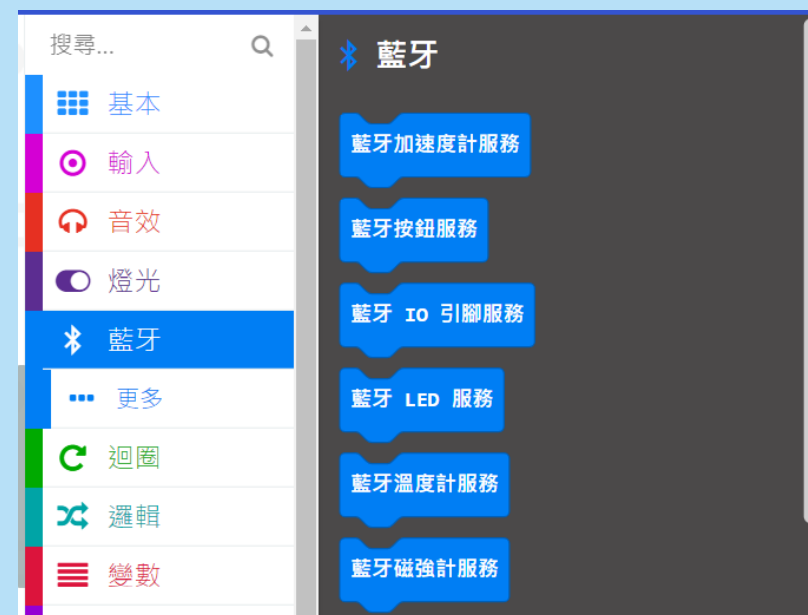 搜尋...
基本
輸入
音效
燈光
藍牙
更多
迴圈
邏輯
變數
藍牙
藍牙加速度計服務
藍牙按鈕服務
藍牙 IO 引腳服務
藍牙 LED 服務
藍牙溫度計服務
藍牙磁強計服務